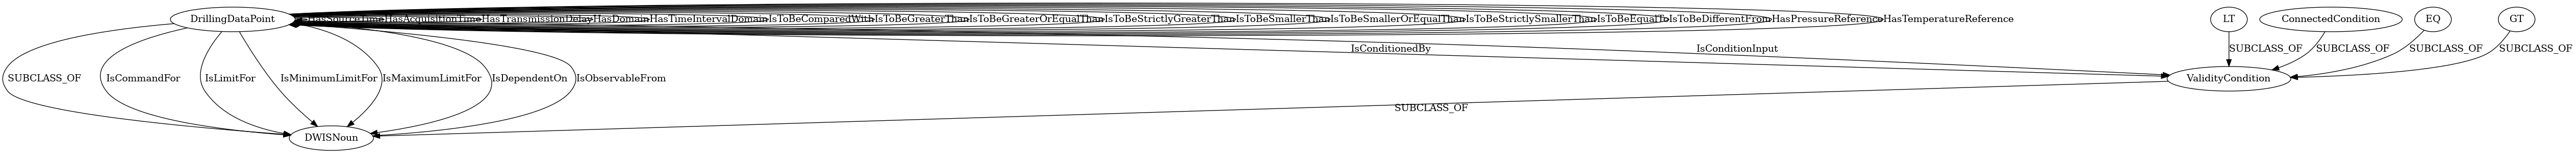 DrillingDataPoint
HasSourceTime
HasAcquisitionTime
HasTransmissionDelay
HasDomain
HasTimeIntervalDomain
IsToBeComparedWith
IsToBeGreaterThan
IsToBeGreaterOrEqualThan
IsToBeStrictlyGreaterThan
IsToBeSmallerThan
IsToBeSmallerOrEqualThan
IsToBeStrictlySmallerThan
IsToBeEqualTo
IsToBeDifferentFrom
HasPressureReference
HasTemperatureReference
LT
ConnectedCondition
EQ
GT
IsConditionedBy
IsConditionInput
SUBCLASS_OF
SUBCLASS_OF
SUBCLASS_OF
SUBCLASS_OF
SUBCLASS_OF
IsCommandFor
IsLimitFor
IsMinimumLimitFor
IsMaximumLimitFor
IsDependentOn
IsObservableFrom
ValidityCondition
SUBCLASS_OF
DWISNoun